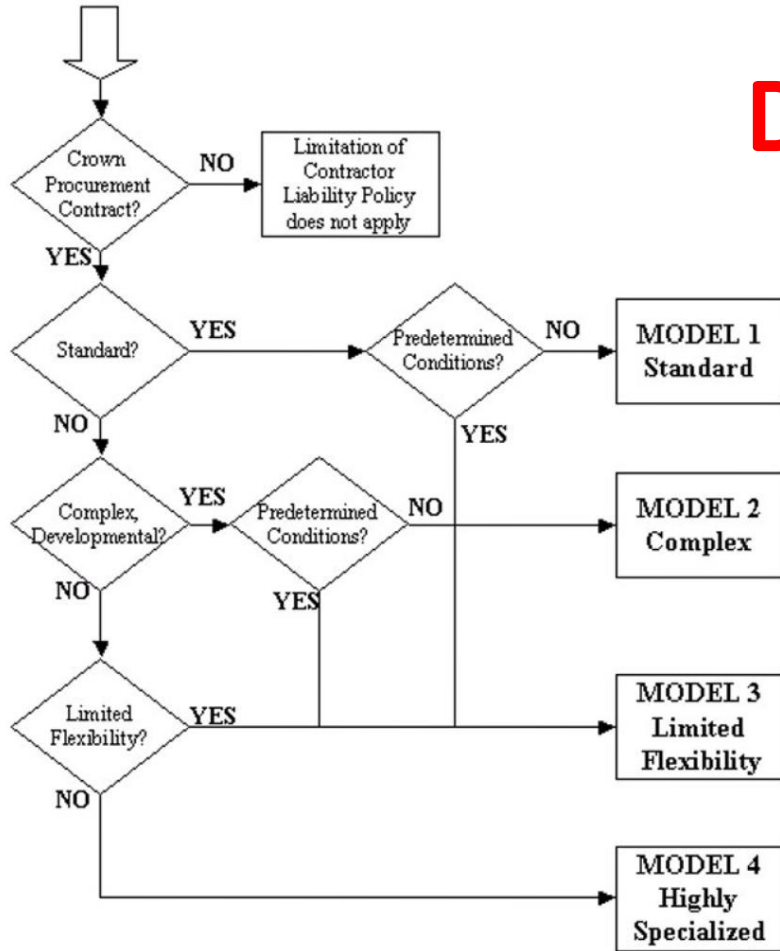 D
Crown
Procurement
Contract?
NO
Limitation of
Contractor
Liability Policy
does not apply
YES
Standard?
YES
Predetermined
Conditions?
NO
MODEL 1
Standard
NO
YES
Complex,
Developmental?
YES
Predetermined
Conditions?
NO
MODEL 2
Complex
NO
YES
Limited
Flexibility?
YES
MODEL 3
Limited
Flexibility
NO
MODEL 4
Highly
Specialized